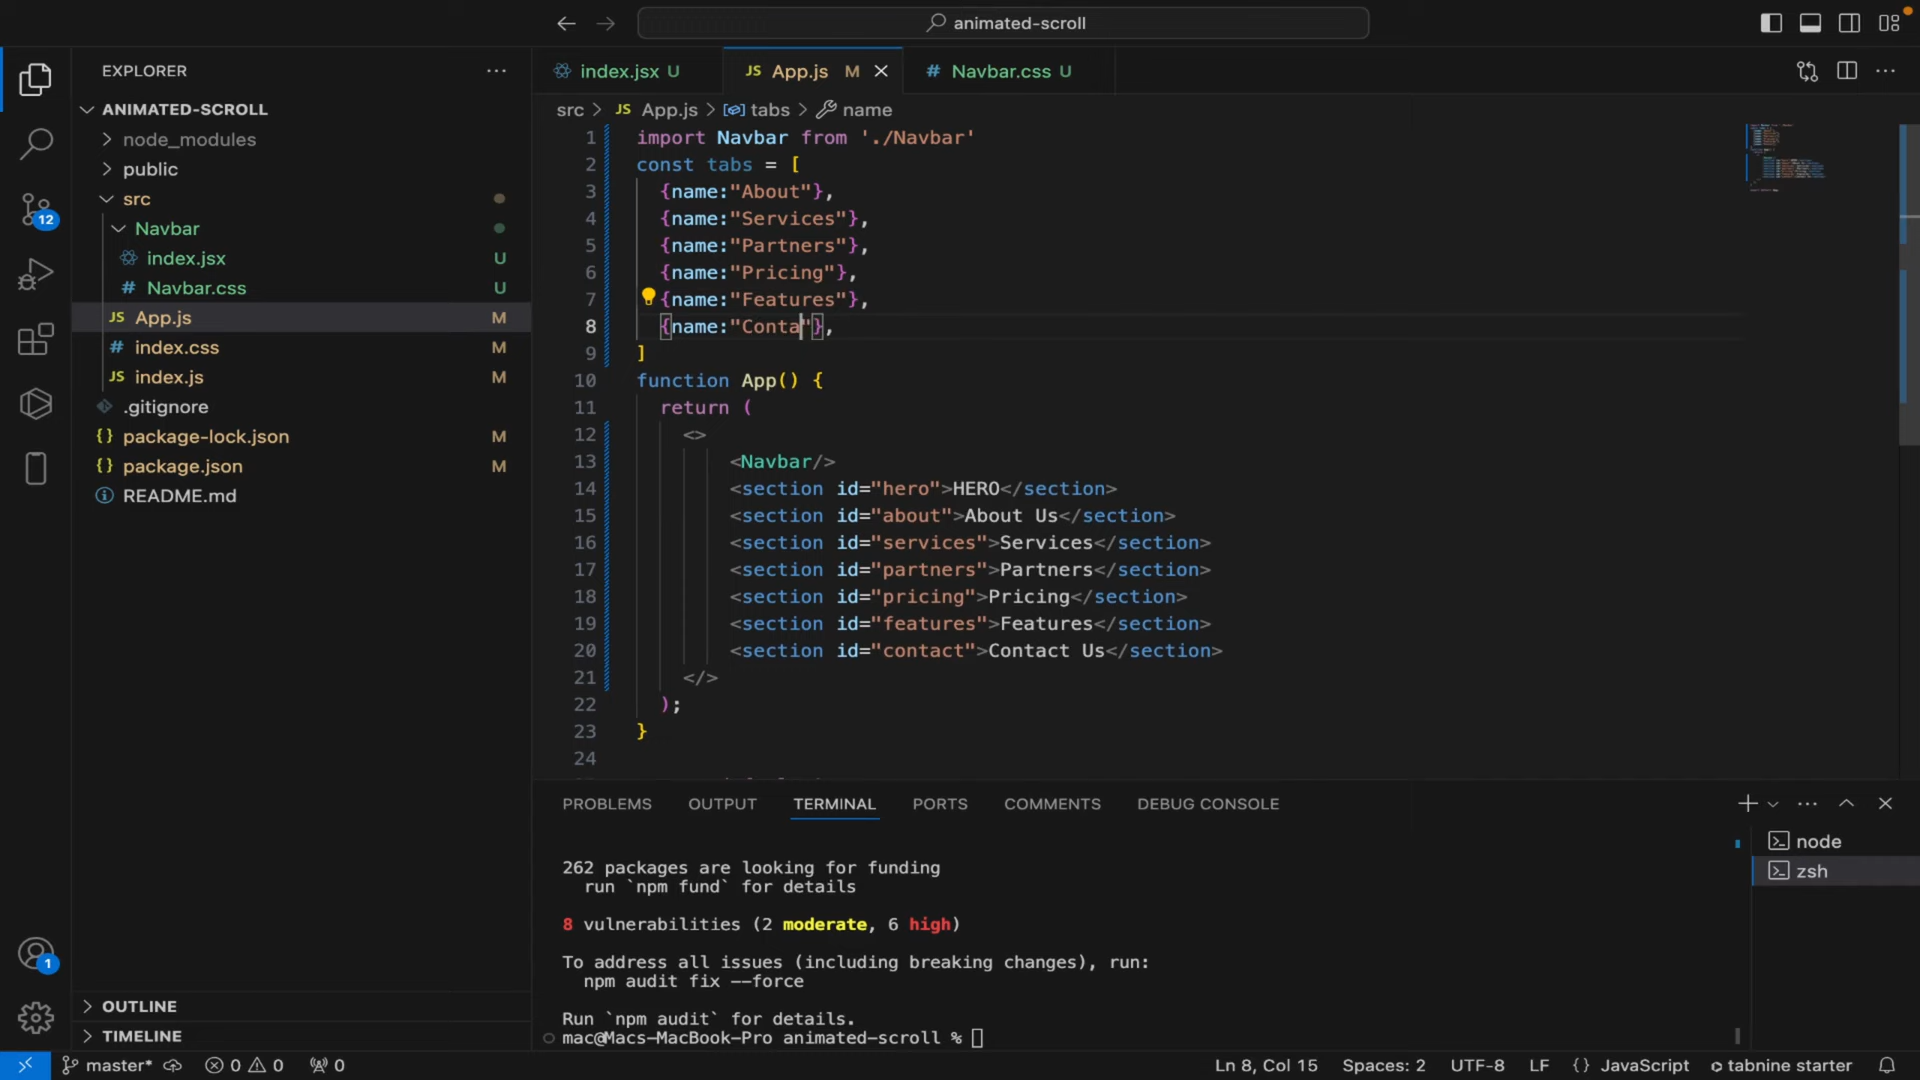 animated-scroll
EXPLORER
index.jsx U
JS App.js M
# Navbar.css U
ANIMATED-SCROLL
node_modules
public
src
Navbar
index.jsx U
# Navbar.css U
JS App.js M
# index.css M
JS index.js M
.gitignore
{} package-lock.json M
{} package.json M
README.md
12
src > JS App.js > tabs > name
1 import Navbar from './Navbar'
2 const tabs = [
3 {name:"About"},
4 {name:"Services"},
5 {name:"Partners"},
6 {name:"Pricing"},
7 {name:"Features"},
8 {name:"Conta"},
9 ]
10 function App() {
11 return (
12 <>
13 <Navbar/>
14 <section id="hero">HERO</section>
15 <section id="about">About Us</section>
16 <section id="services">Services</section>
17 <section id="partners">Partners</section>
18 <section id="pricing">Pricing</section>
19 <section id="features">Features</section>
20 <section id="contact">Contact Us</section>
21 </>
22 );
23 }
24
PROBLEMS OUTPUT TERMINAL PORTS COMMENTS DEBUG CONSOLE
node
zsh
262 packages are looking for funding
run `npm fund` for details
8 vulnerabilities (2 moderate, 6 high)
To address all issues (including breaking changes), run:
npm audit fix --force
Run `npm audit` for details.
mac@Macs-MacBook-Pro animated-scroll %
1
OUTLINE
TIMELINE
master* 0 0 0 Ln 8, Col 15 Spaces: 2 UTF-8 LF {} JavaScript tabnine starter